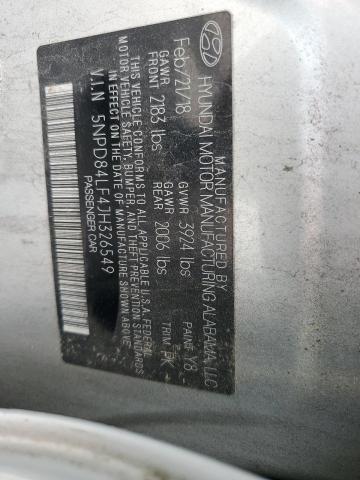 MANUFACTURED BY
HYUNDAI MOTOR MANUFACTURING ALABAMA, LLC
Feb/21/18 GVWR 3924 lbs PAINT Y8
GAWR FRONT 2183 lbs GAWR REAR 2006 lbs TRIM
THIS VEHICLE CONFORMS TO ALL APPLICABLE U.S.A. FEDERAL
MOTOR VEHICLE SAFETY, BUMPER, AND THEFT PREVENTION STANDARDS
IN EFFECT ON THE DATE OF MANUFACTURE SHOWN ABOVE.
V.I.N 5NPD84LF4JH326549
PASSENGER CAR